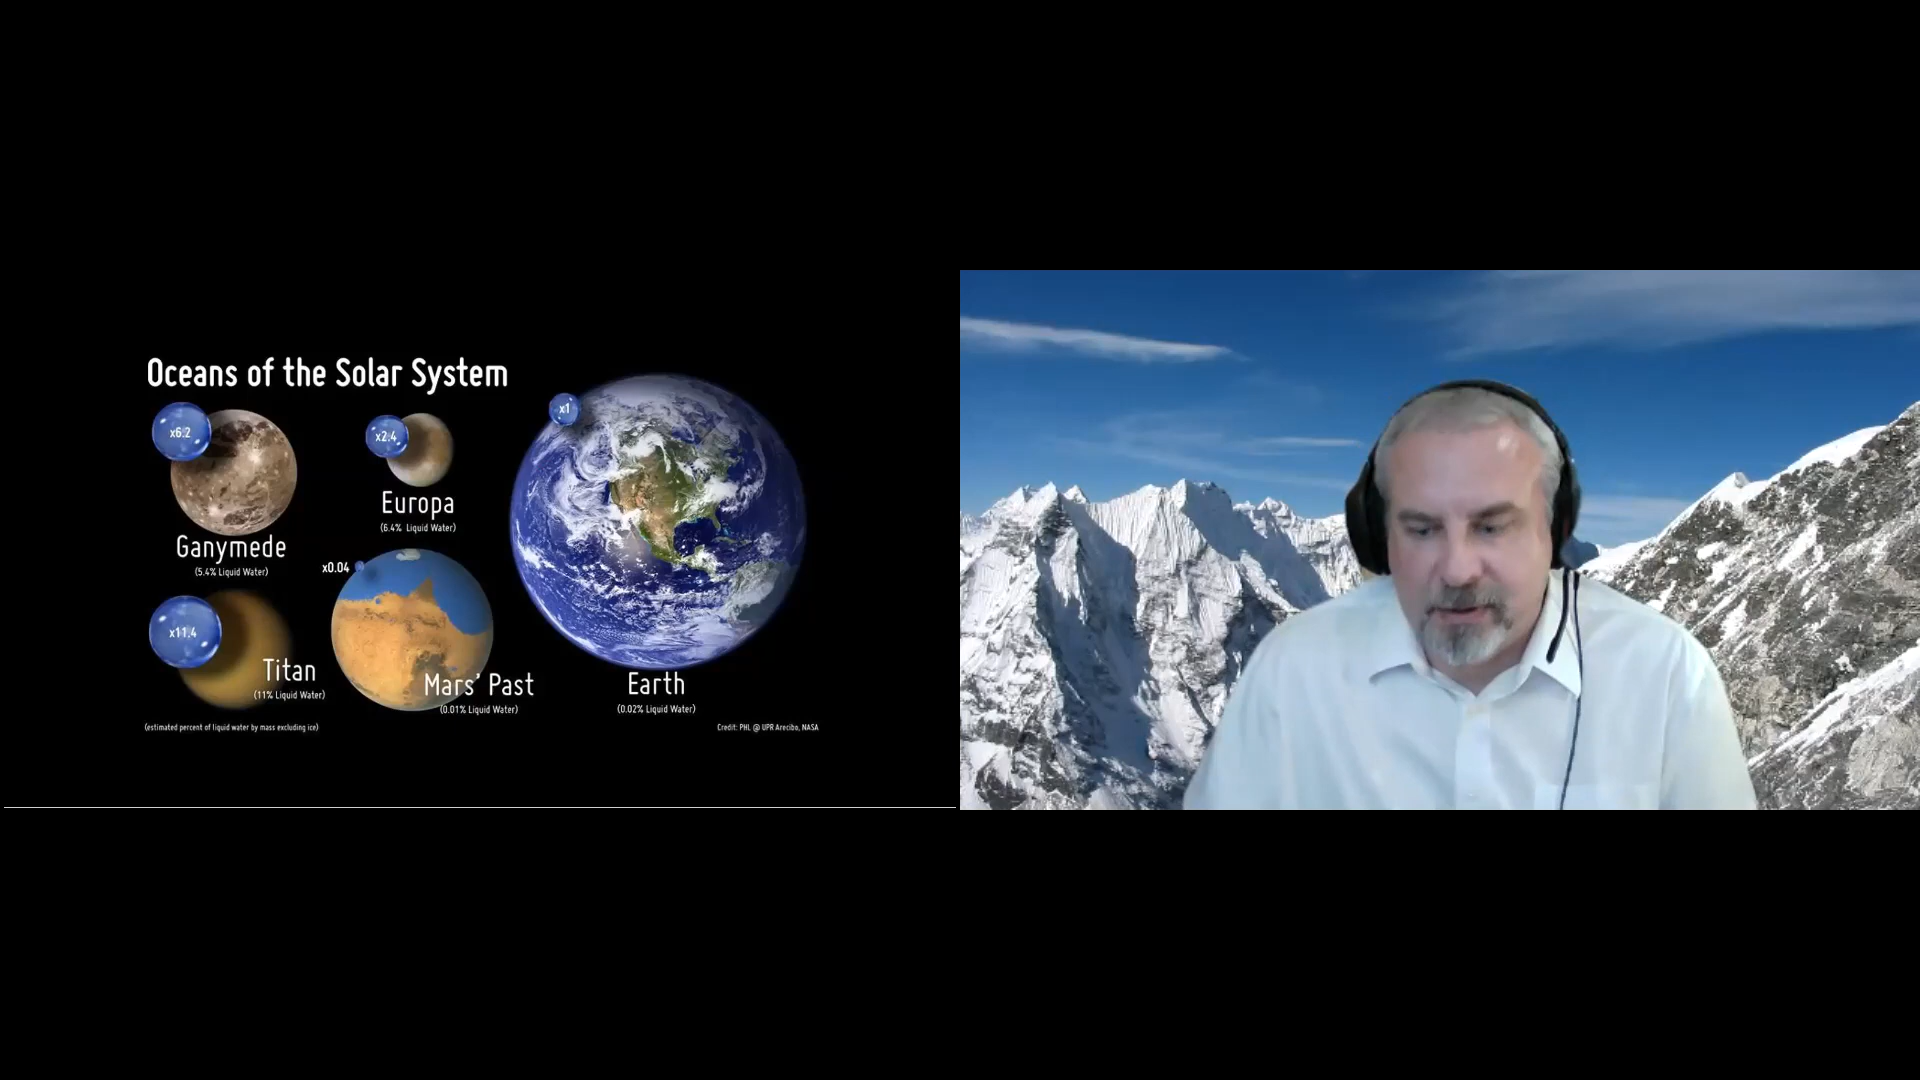 Oceans of the Solar System
x6.2
Ganymede
(5.4% Liquid Water)
x2.4
Europa
(6.4% Liquid Water)
x1
Earth
(0.02% Liquid Water)
x11.4
Titan
(11% Liquid Water)
x0.04
Mars' Past
(0.01% Liquid Water)
(estimated percent of liquid water by mass excluding ice)
Credit: PHL @ UPR Arecibo, NASA